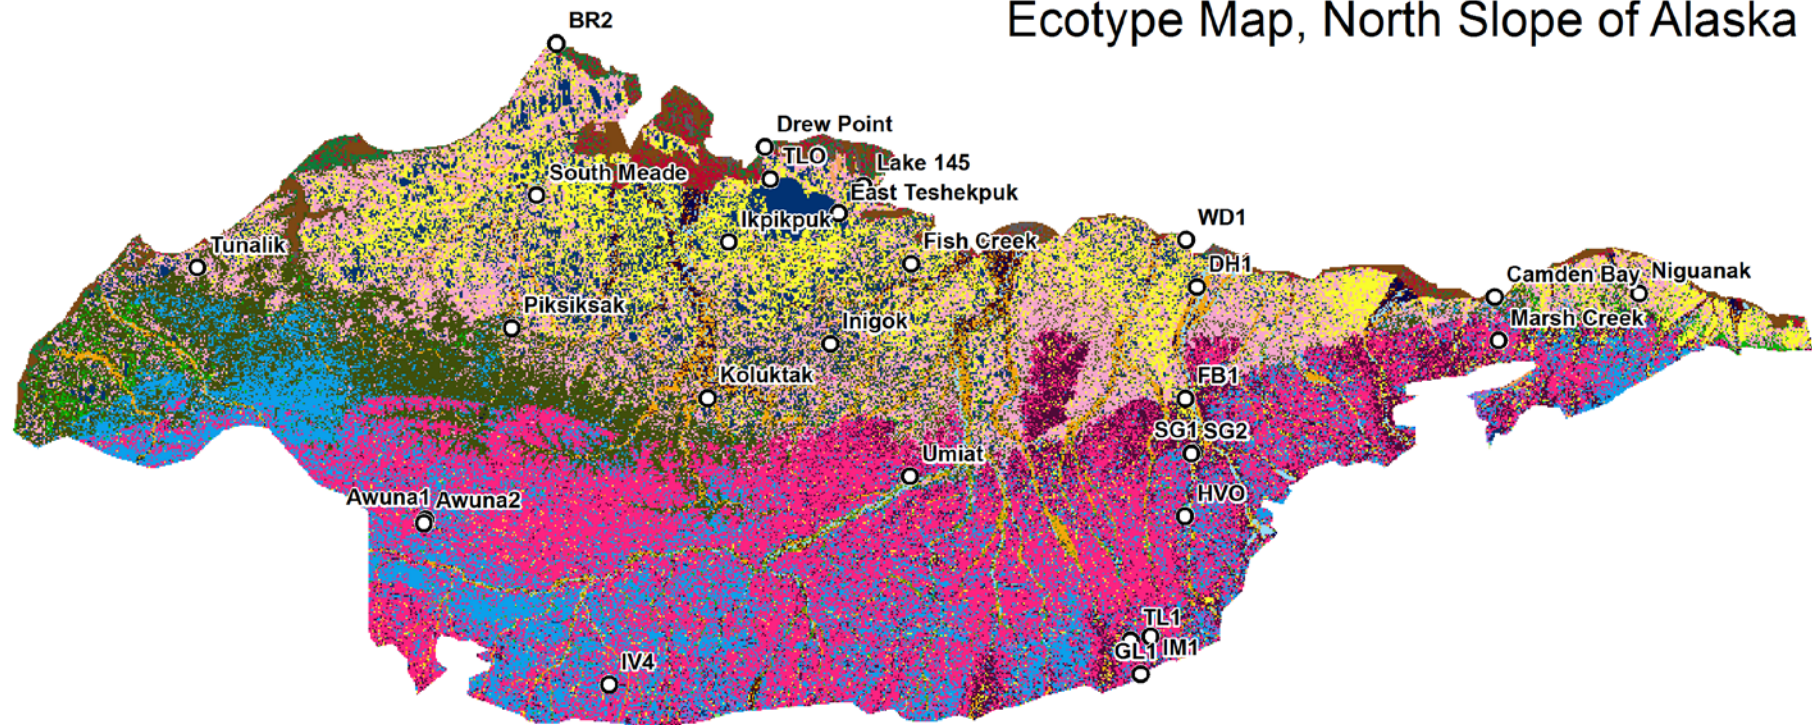 Ecotype Map, North Slope of Alaska
BR2
Drew Point
TLO
Lake 145
South Meade
East Teshekpuk
Ikpikpuk
WD1
Tunalik
Fish Creek
DH1
Camden Bay
Niguanak
Piksiksak
Inigok
Marsh Creek
Koluktak
FB1
SG1 SG2
Umiat
Awuna1 Awuna2
HVO
TL1
GL1 IM1
IV4